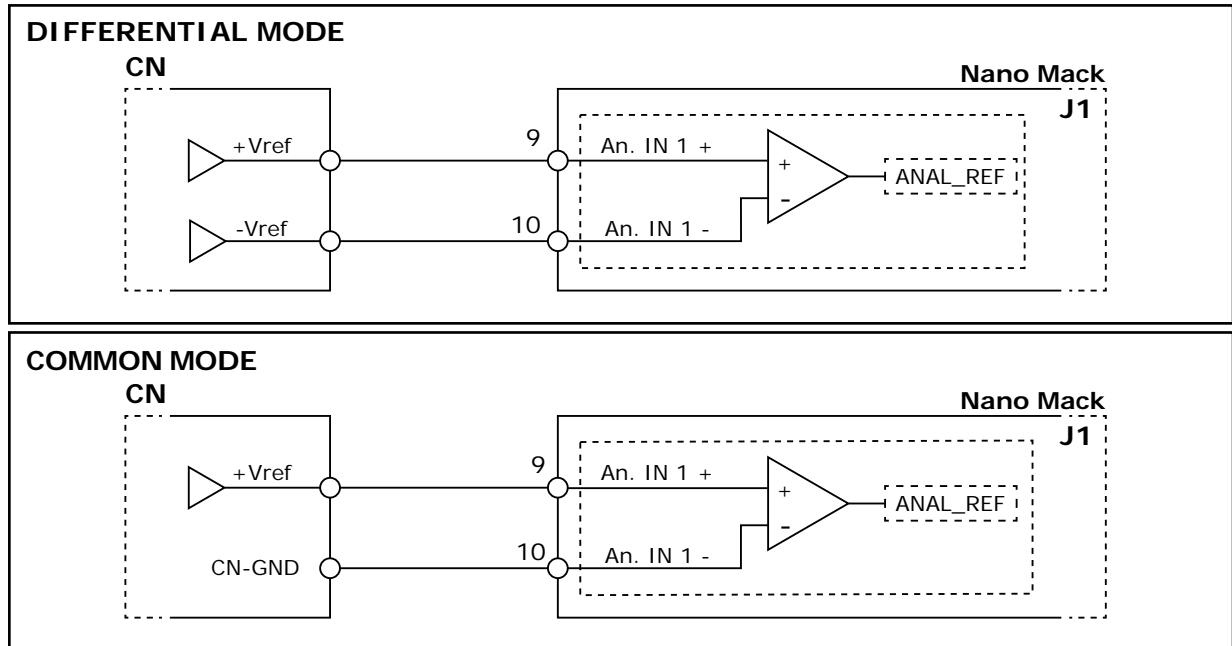 DIFFERENTIAL MODE
CN
Nano Mack
J1
+Vref
9
An. IN 1 +
+
ANAL_REF
-
-Vref
10
An. IN 1 -
COMMON MODE
CN
Nano Mack
J1
+Vref
9
An. IN 1 +
+
ANAL_REF
-
CN-GND
10
An. IN 1 -